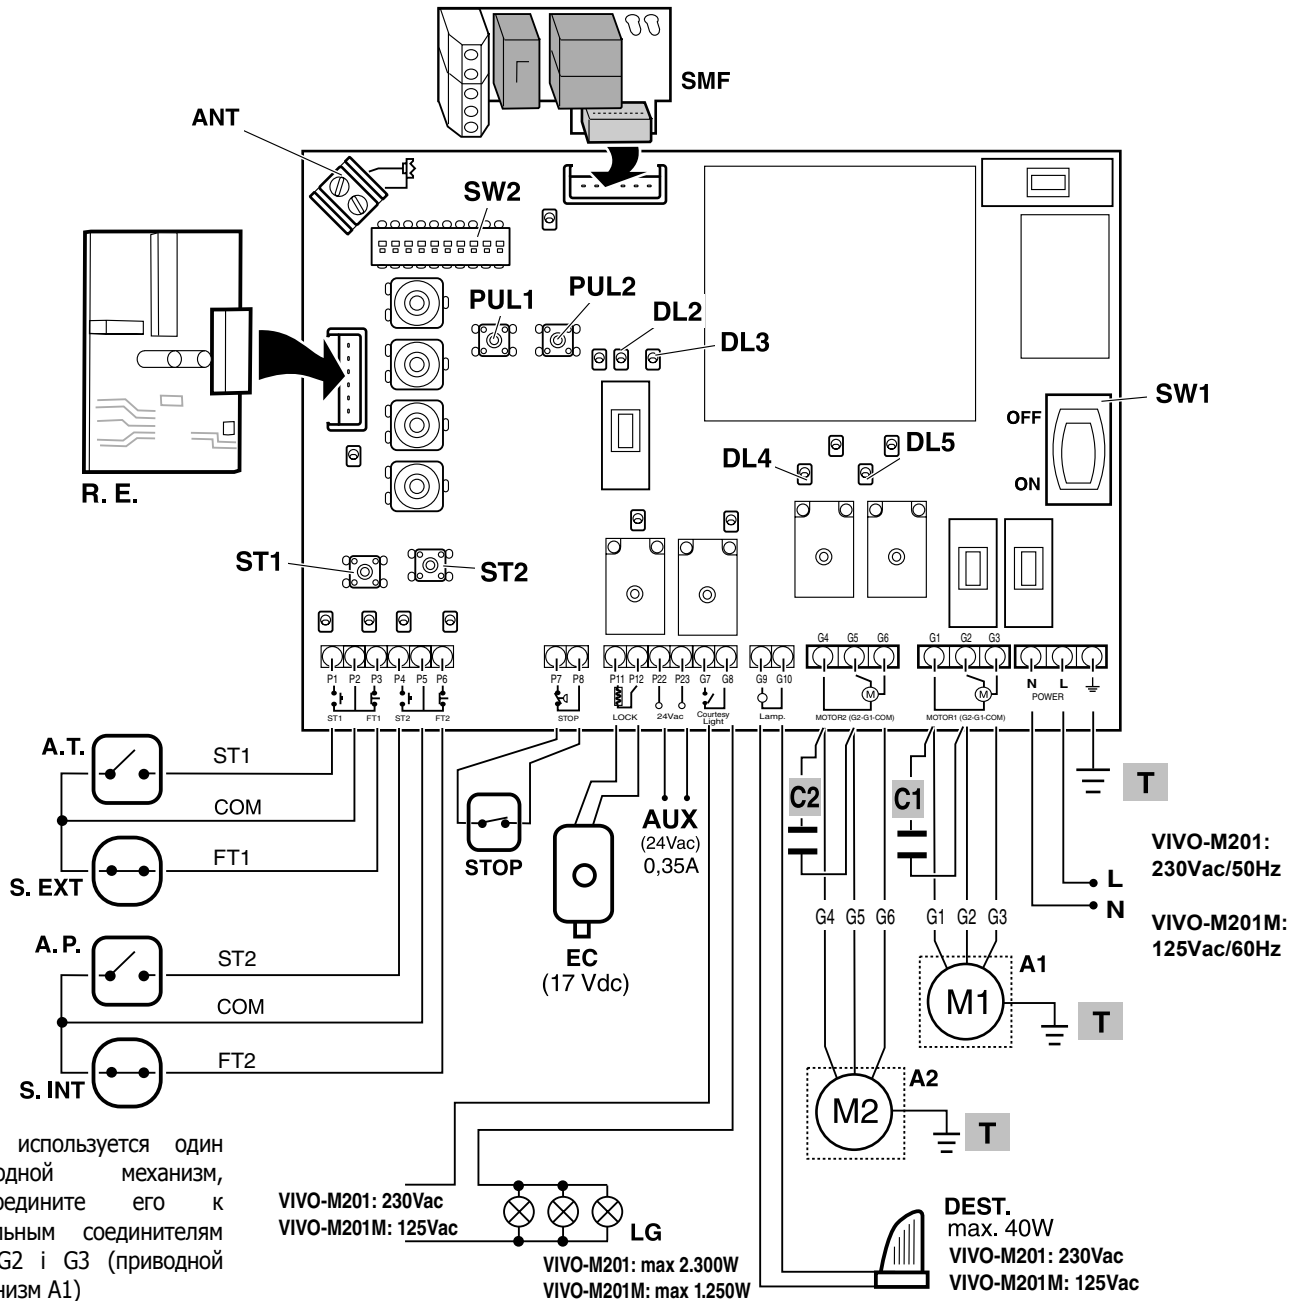 SMF
ANT
SW2
PUL1
PUL2
DL2
DL3
SW1
OFF
ON
DL4
DL5
R. E.
ST1
ST2
G4 G5 G6
G1 G2 G3
P1 P2 P3 P4 P5 P6
P7 P8
P11 P12 P22 P23 G7 G8
G9 G10
N L
POWER
ST1 FT1 ST2 FT2
STOP
LOCK
24Vac
Courtesy
Light
Lamp.
MOTOR2 (G2-G1-COM)
MOTOR1 (G2-G1-COM)
A.T.
ST1
COM
FT1
S. EXT
A.P.
ST2
COM
FT2
S. INT
STOP
EC
(17 Vdc)
AUX
(24Vac)
0,35A
C2
C1
T
VIVO-M201:
230Vac/50Hz
L
N
VIVO-M201M:
125Vac/60Hz
G4 G5 G6
G1 G2 G3
A1
M1
T
A2
M2
T
используется один
механизм,
его к
соединителям
G2 і G3 (приводной
A1)
VIVO-M201: 230Vac
VIVO-M201M: 125Vac
LG
VIVO-M201: max 2.300W
VIVO-M201M: max 1.250W
DEST.
max. 40W
VIVO-M201: 230Vac
VIVO-M201M: 125Vac